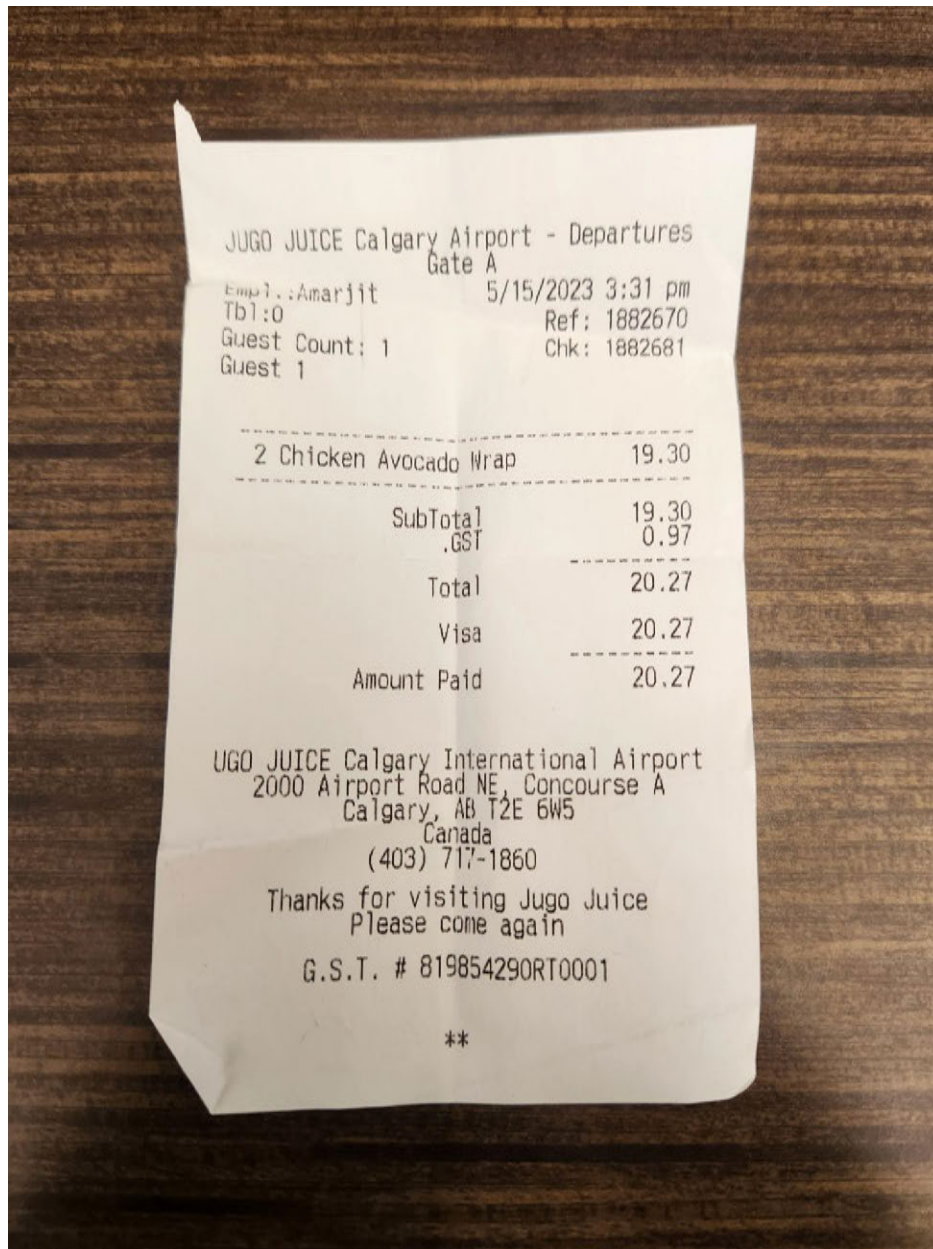 JUGO JUICE Calgary Airport - Departures
Gate A
Empl.:Amarjit 5/15/2023 3:31 pm
Tbl:0 Ref: 1882670
Guest Count: 1 Chk: 1882681
Guest 1
2 Chicken Avocado Wrap 19.30
SubTotal 19.30
.GST 0.97
Total 20.27
Visa 20.27
Amount Paid 20.27
UGO JUICE Calgary International Airport
2000 Airport Road NE, Concourse A
Calgary, AB T2E 6W5
Canada
(403) 717-1860
Thanks for visiting Jugo Juice
Please come again
G.S.T. # 819854290RT0001
**